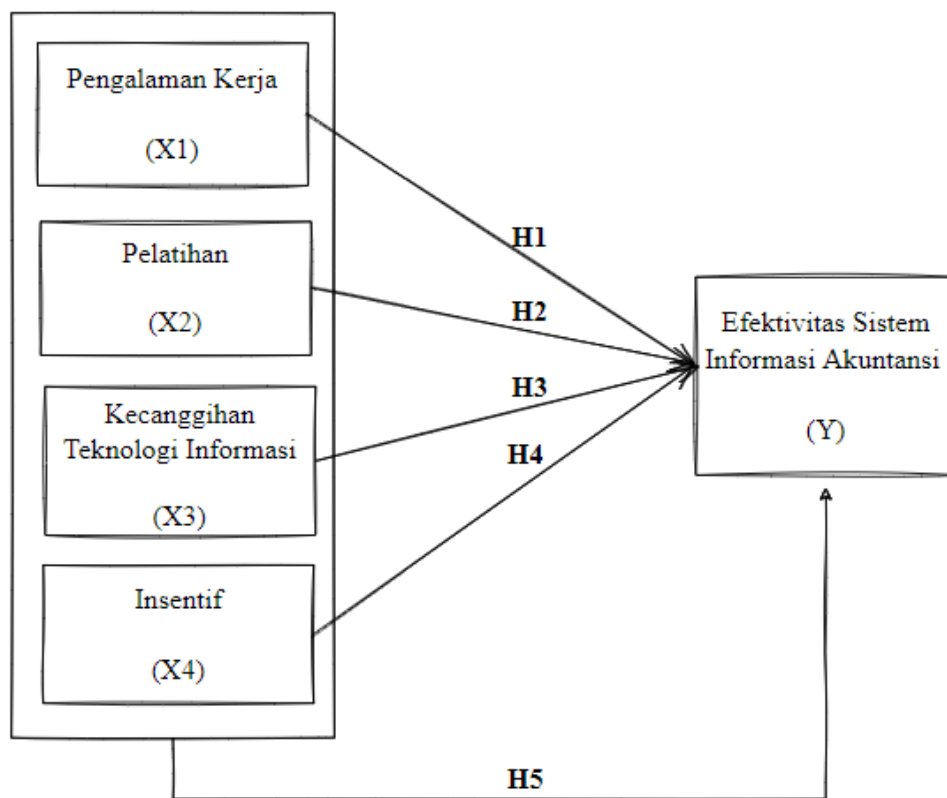 Pengalaman Kerja
(X1)
Pelatihan
(X2)
Kecanggihan
Teknologi Informasi
(X3)
Insentif
(X4)
H1
H2
H3
H4
H5
Efektivitas Sistem
Informasi Akuntansi
(Y)